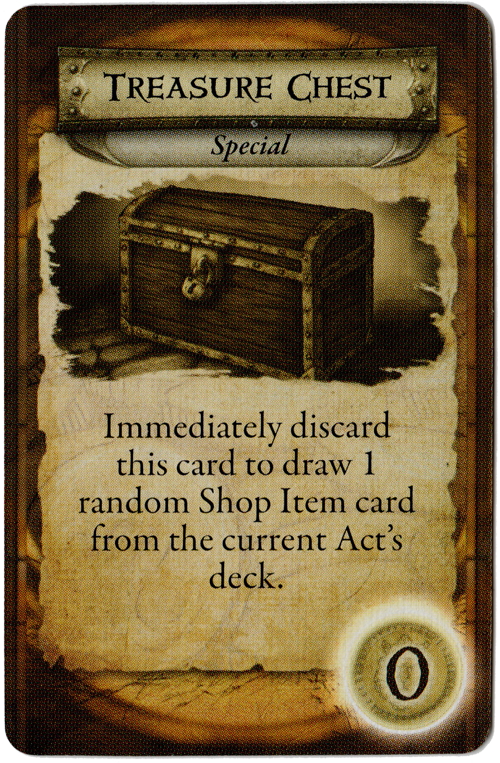 Treasure Chest
Special
Immediately discard
this card to draw 1
random Shop Item card
from the current Act's
deck.
0